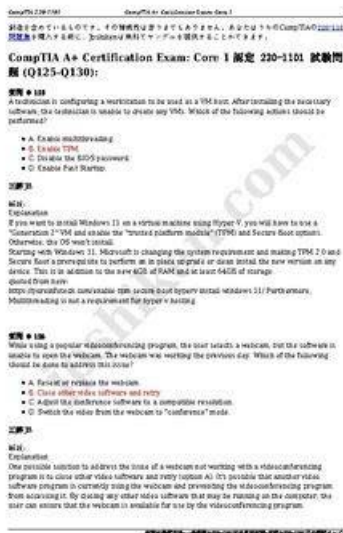 CompTIA 220-1101
CompTIA A+ Certification Exam: Core 1
CompTIA A+ Certification Exam: Core 1 認定 220-1101 試験問
題 (Q125-Q130):
A technician is configuring a workstation to be used as a VM host. After installing the necessary
software, the technician is unable to create any VMs. Which of the following actions should be
performed?
A. Enable multithreading.
B. Enable TPM.
C. Disable the BIOS password.
D. Enable Fast Startup.
正解:B
解説:
Explanation
If you want to install Windows 11 on a virtual machine using Hyper-V, you will have to use a
"Generation 2" VM and enable the "trusted platform module" (TPM) and Secure Boot option.
Otherwise, the OS won't install.
Starting with Windows 11, Microsoft is changing the system requirement and making TPM 2.0 and
Secure Boot a prerequisite to perform an in place upgrade or clean install the new version on any
device. This is in addition to the new 4GB of RAM and at least 64GB of storage
quoted from here:
Multithreading is not a requirement for hyper v hosting
While using a popular videoconferencing program, the user selects a webcam, but the software is
unable to open the webcam. The webcam was working the previous day. Which of the following
should be done to address this issue?
A. Reseat or replace the webcam.
B. Close other video software and retry
C. Adjust the conference software to a compatible resolution.
D. Switch the video from the webcam to "conference" mode.
正解:B
解説:
Explanation
One possible solution to address the issue of a webcam not working with a videoconferencing
program is to close other video software and retry (option A). It's possible that another video
software program is currently using the webcam and preventing the videoconferencing program
from accessing it. By closing any other video software that may be running on the computer, the
user can ensure that the webcam is available for use by the videoconferencing program.